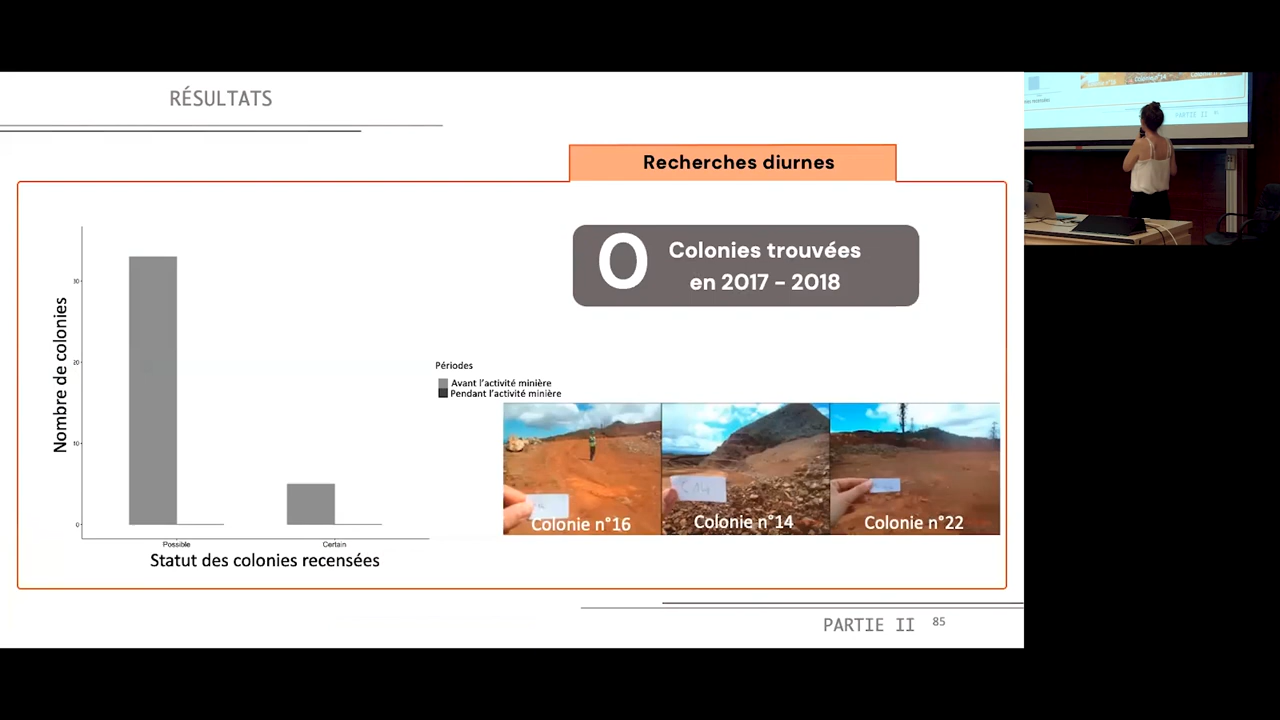 RÉSULTATS
Recherches diurnes
0
Colonies trouvées
en 2017 - 2018
Nombre de colonies
30
20
10
0
Possible
Certain
Statut des colonies recensées
Périodes
Avant l'activité minière
Pendant l'activité minière
Colonie n°16
Colonie n°14
Colonie n°22
PARTIE II
85
PARTIE II